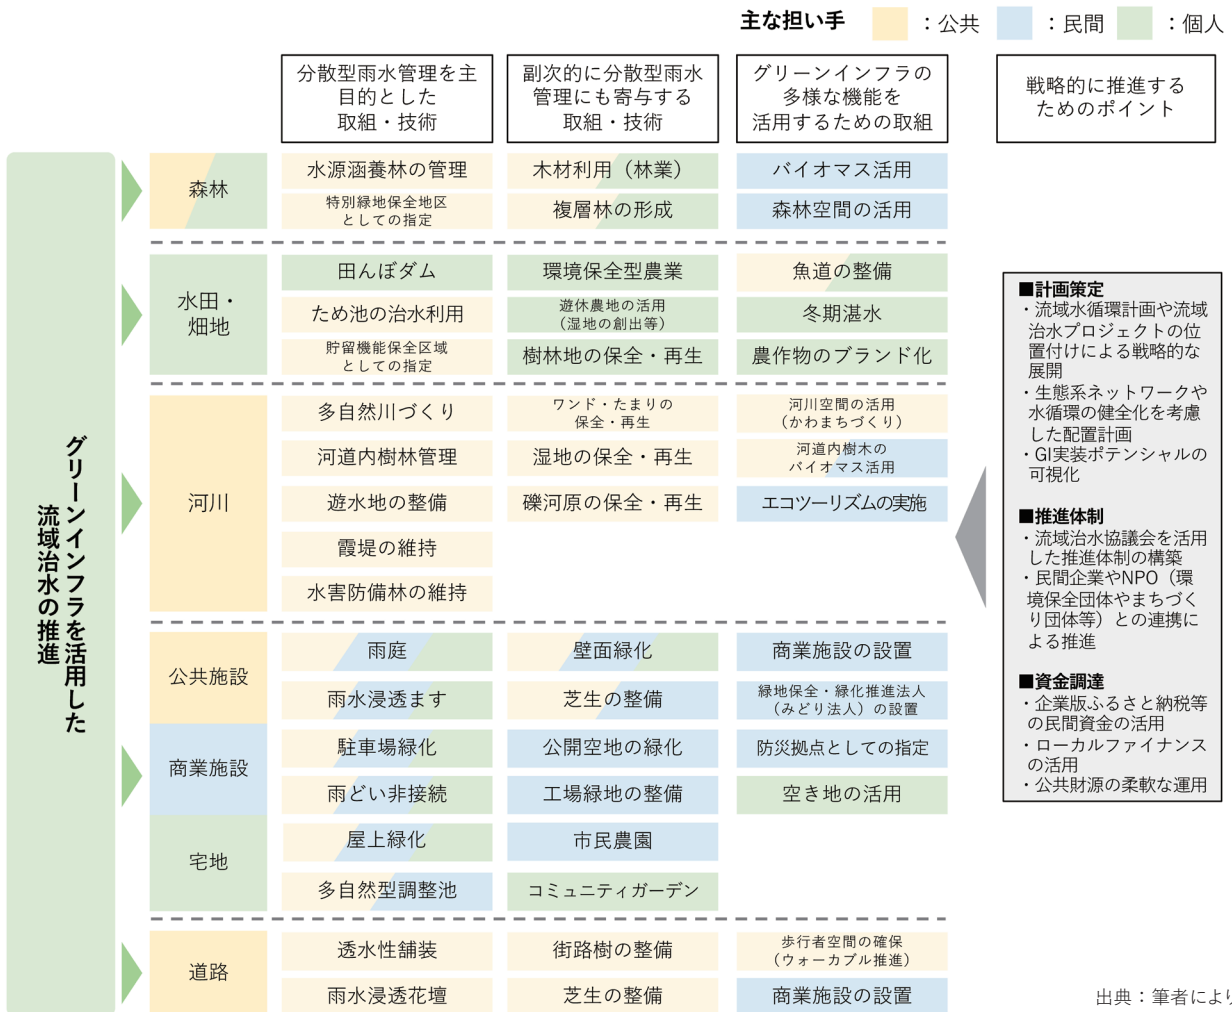 主な担い手
：公共
：民間
：個人
分散型雨水管理を主
目的とした
取組・技術
副次的に分散型雨水
管理にも寄与する
取組・技術
グリーンインフラの
多様な機能を
活用するための取組
戦略的に推進する
ためのポイント
グリーンインフラを活用した
流域治水の推進
森林
水源涵養林の管理
木材利用（林業）
バイオマス活用
特別緑地保全地区
としての指定
複層林の形成
森林空間の活用
水田・
畑地
田んぼダム
環境保全型農業
魚道の整備
ため池の治水利用
遊休農地の活用
（湿地の創出等）
冬期湛水
貯留機能保全区域
としての指定
樹林地の保全・再生
農作物のブランド化
河川
多自然川づくり
ワンド・たまりの
保全・再生
河川空間の活用
（かわまちづくり）
河道内樹林管理
湿地の保全・再生
河道内樹木の
バイオマス活用
遊水地の整備
礫河原の保全・再生
エコツーリズムの実施
霞堤の維持
水害防備林の維持
公共施設
雨庭
壁面緑化
商業施設の設置
雨水浸透ます
芝生の整備
緑地保全・緑化推進法人
（みどり法人）の設置
商業施設
駐車場緑化
公開空地の緑化
防災拠点としての指定
雨どい非接続
工場緑地の整備
空き地の活用
宅地
屋上緑化
市民農園
多自然型調整池
コミュニティガーデン
道路
透水性舗装
街路樹の整備
歩行者空間の確保
（ウォーカブル推進）
雨水浸透花壇
芝生の整備
商業施設の設置
■計画策定
・流域水循環計画や流域
治水プロジェクトの位
置付けによる戦略的な
展開
・生態系ネットワークや
水循環の健全化を考慮
した配置計画
・GI実装ポテンシャルの
可視化
■推進体制
・流域治水協議会を活用
した推進体制の構築
・民間企業やNPO（環
境保全団体やまちづく
り団体等）との連携に
よる推進
■資金調達
・企業版ふるさと納税等
の民間資金の活用
・ローカルファイナンス
の活用
・公共財源の柔軟な運用
出典：筆者により